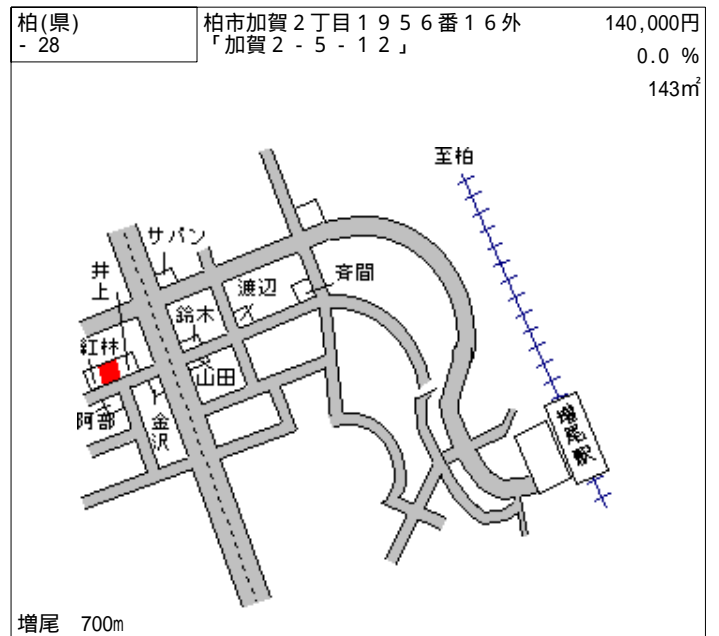 柏(県)
- 28
柏市加賀２丁目１９５６番１６外
「加賀２-５-１２」
140,000円
0.0 %
143㎡
至柏
サパン
井上
斉間
渡辺
鈴木
紅林
山田
阿部
金沢
増尾駅
増尾 700m